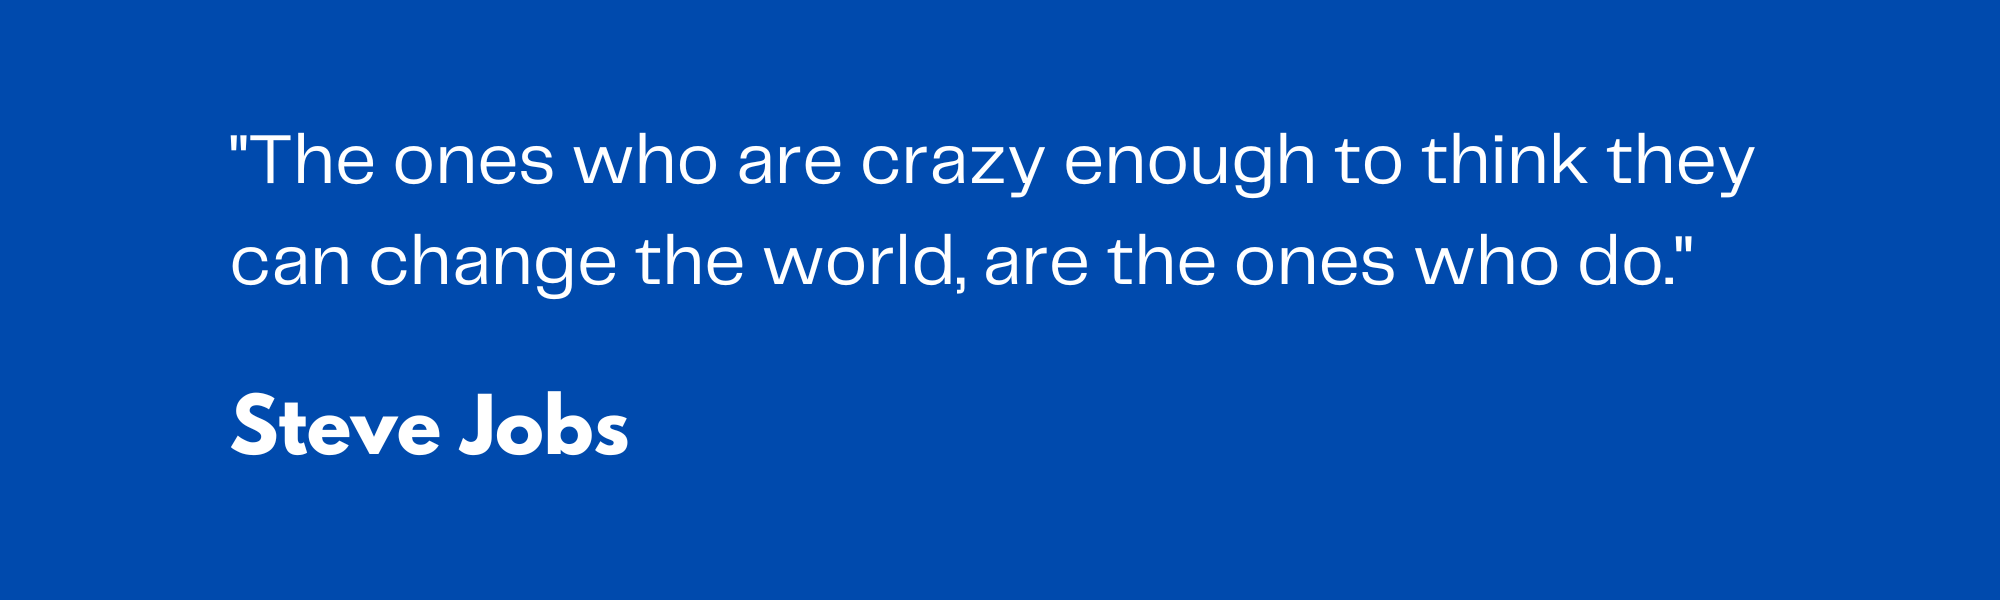 "The ones who are crazy enough to think they
can change the world, are the ones who do."
Steve Jobs